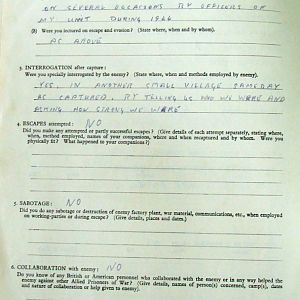 ON SEVERAL OCCASIONS BY OFFICERS OF
MY UNIT DURING 1944
(b) Were you lectured on escape and evasion? (State where, when and by whom).
AS ABOVE
3. INTERROGATION after capture:
Were you specially interrogated by the enemy? (State where, when and methods employed by enemy).
YES, IN ANOTHER SMALL VILLAGE SAME DAY
AS CAPTURED, BY TELLING US WHO WE WERE AND
ASKING HOW STRONG WE WERE
4. ESCAPES attempted: NO
Did you make any attempted or partly successful escapes? (Give details of each attempt separately, stating where,
when, method employed, names of your companions, where and when recaptured and by whom. Were you
physically fit? What happened to your companions?)
5. SABOTAGE: NO
Did you do any sabotage or destruction of enemy factory plant, war material, communications, etc., when employed
on working-parties or during escape? (Give details, places and dates.)
6. COLLABORATION with enemy: NO
Do you know of any British or American personnel who collaborated with the enemy or in any way helped the
enemy against other Allied Prisoners of War? (Give details, names of person(s) concerned, camp(s), dates
and nature of collaboration or help given to enemy).